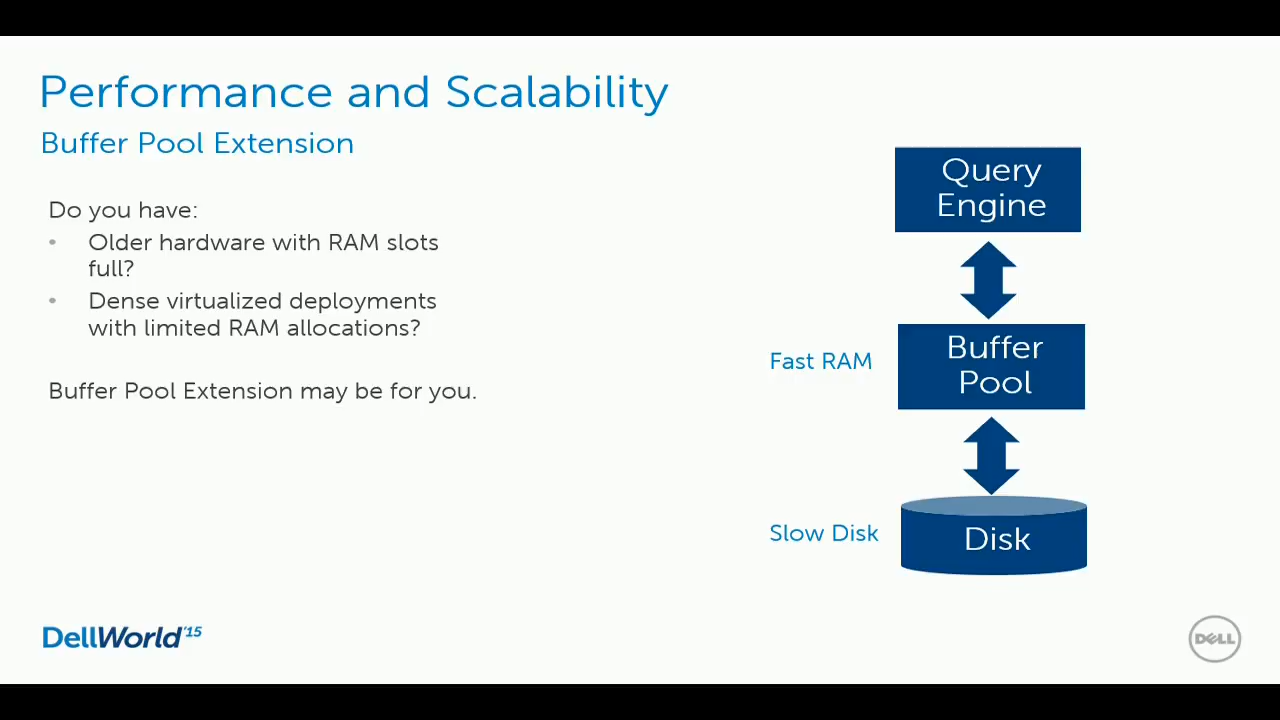 Performance and Scalability
Buffer Pool Extension
Do you have:
• Older hardware with RAM slots
full?
• Dense virtualized deployments
with limited RAM allocations?
Buffer Pool Extension may be for you.
Query
Engine
Fast RAM
Buffer
Pool
Slow Disk
Disk
DellWorld'15
DELL